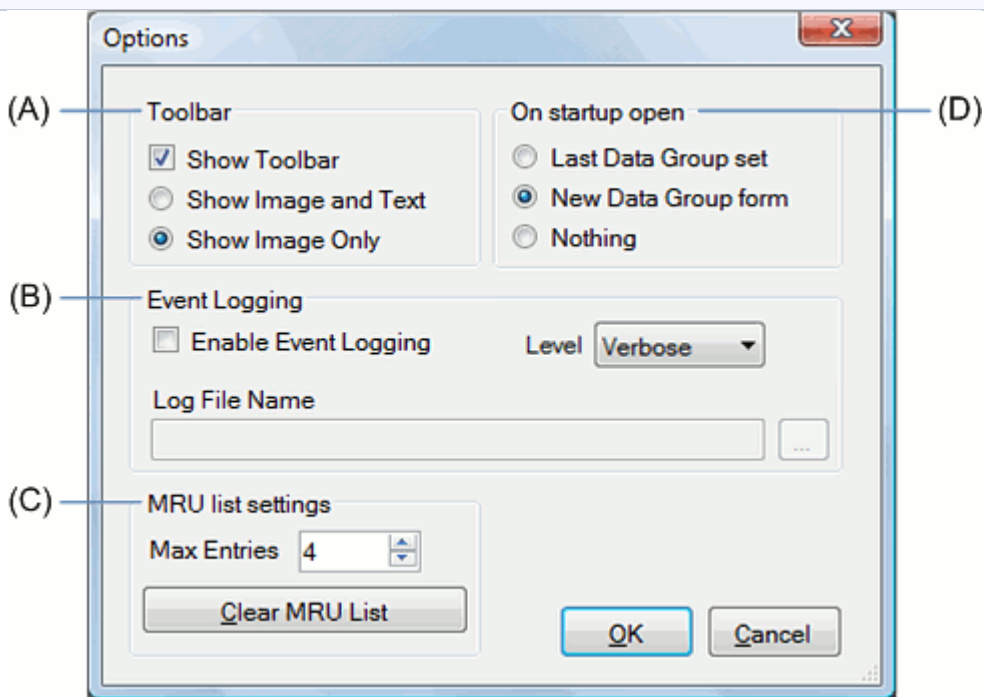 Options
(A)
Toolbar
Show Toolbar
Show Image and Text
Show Image Only
On startup open
(D)
Last Data Group set
New Data Group form
Nothing
(B)
Event Logging
Enable Event Logging
Level
Verbose
Log File Name
...
(C)
MRU list settings
Max Entries
4
Clear MRU List
OK
Cancel